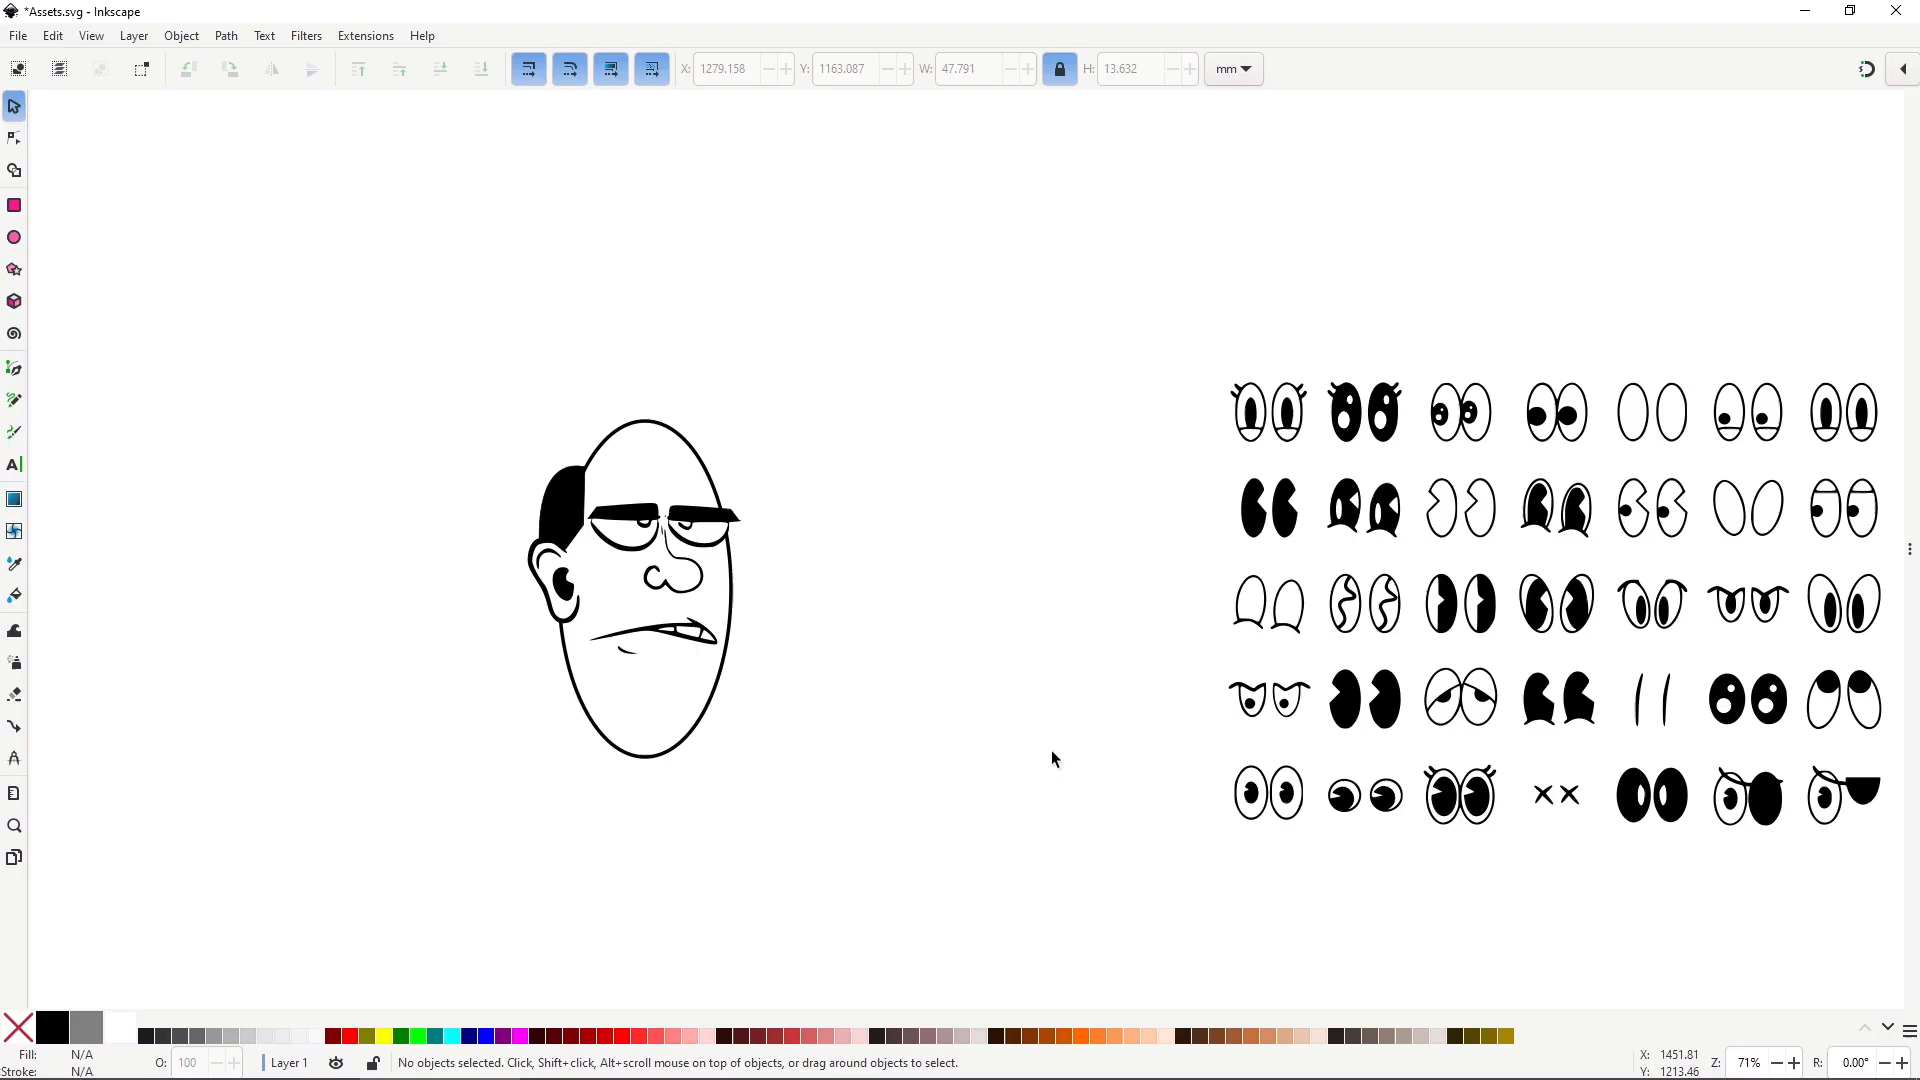 *Assets.svg - Inkscape
File Edit View Layer Object Path Text Filters Extensions Help
X: 1279.158 Y: 1163.087 W: 47.791 H: 13.632 mm
Fill: N/A
Stroke: N/A
O: 100
Layer 1
No objects selected. Click, Shift+click, Alt+scroll mouse on top of objects, or drag around objects to select.
X: 1451.81
Y: 1213.46
Z: 71%
R: 0.00°